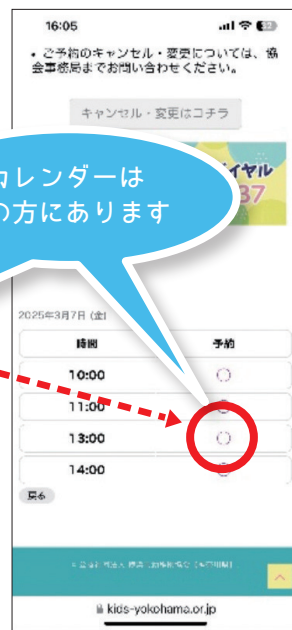 16:05
• ご予約のキャンセル・変更については、協
会事務局までお問い合わせください。
キャンセル・変更はコチラ
イヤル
37
カレンダーは
の方にあります
2025年3月7日 (金)
時間 予約
10:00 ○
11:00
13:00 ○
14:00
戻る
kids-yokohama.or.jp